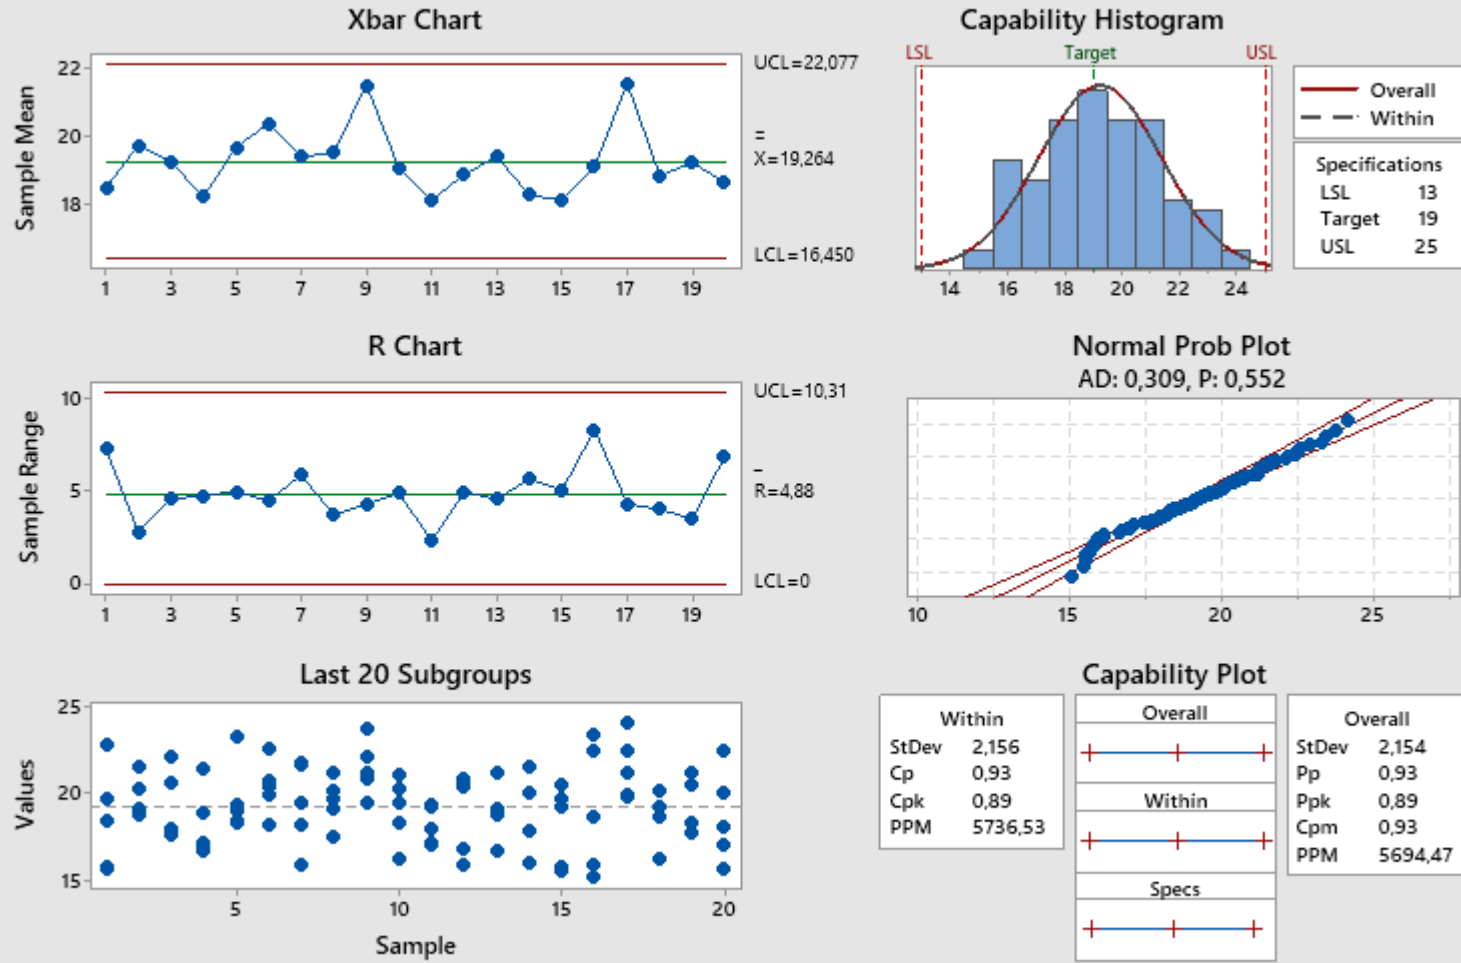 Xbar Chart
Sample Mean
22
20
18
UCL=22,077
=
X=19,264
LCL=16,450
1 3 5 7 9 11 13 15 17 19
Capability Histogram
LSL Target USL
14 16 18 20 22 24
Overall
Within
Specifications
LSL 13
Target 19
USL 25
R Chart
Sample Range
10
5
0
UCL=10,31
–
R=4,88
LCL=0
1 3 5 7 9 11 13 15 17 19
Normal Prob Plot
AD: 0,309, P: 0,552
10 15 20 25
Last 20 Subgroups
Values
25
20
15
5 10 15 20
Sample
Capability Plot
Within
StDev 2,156
Cp 0,93
Cpk 0,89
PPM 5736,53
Overall
Within
Specs
Overall
StDev 2,154
Pp 0,93
Ppk 0,89
Cpm 0,93
PPM 5694,47